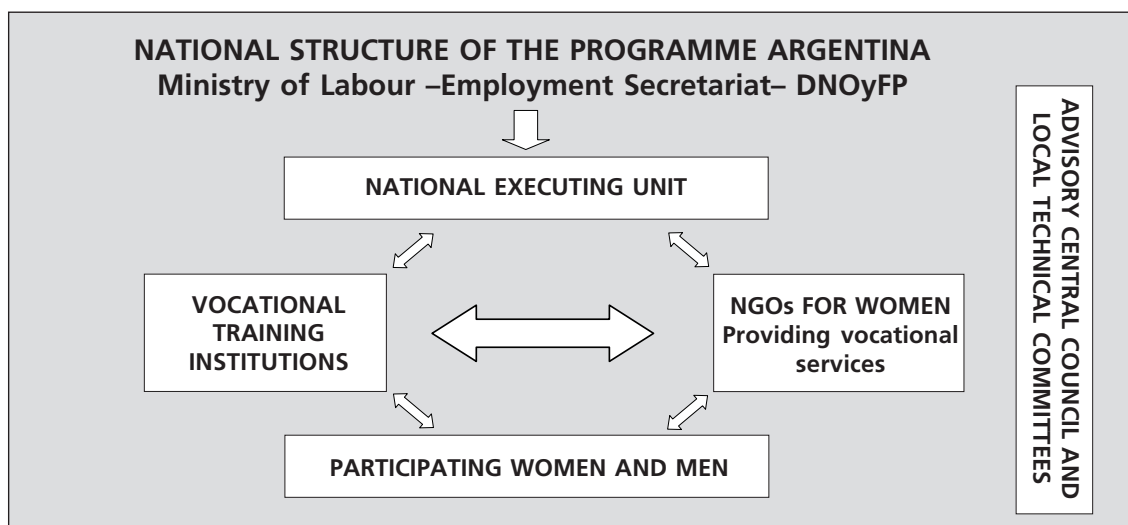 NATIONAL STRUCTURE OF THE PROGRAMME ARGENTINA
Ministry of Labour –Employment Secretariat– DNOyFP
NATIONAL EXECUTING UNIT
VOCATIONAL
TRAINING
INSTITUTIONS
NGOs FOR WOMEN
Providing vocational
services
PARTICIPATING WOMEN AND MEN
ADVISORY CENTRAL COUNCIL AND
LOCAL TECHNICAL COMMITTEES